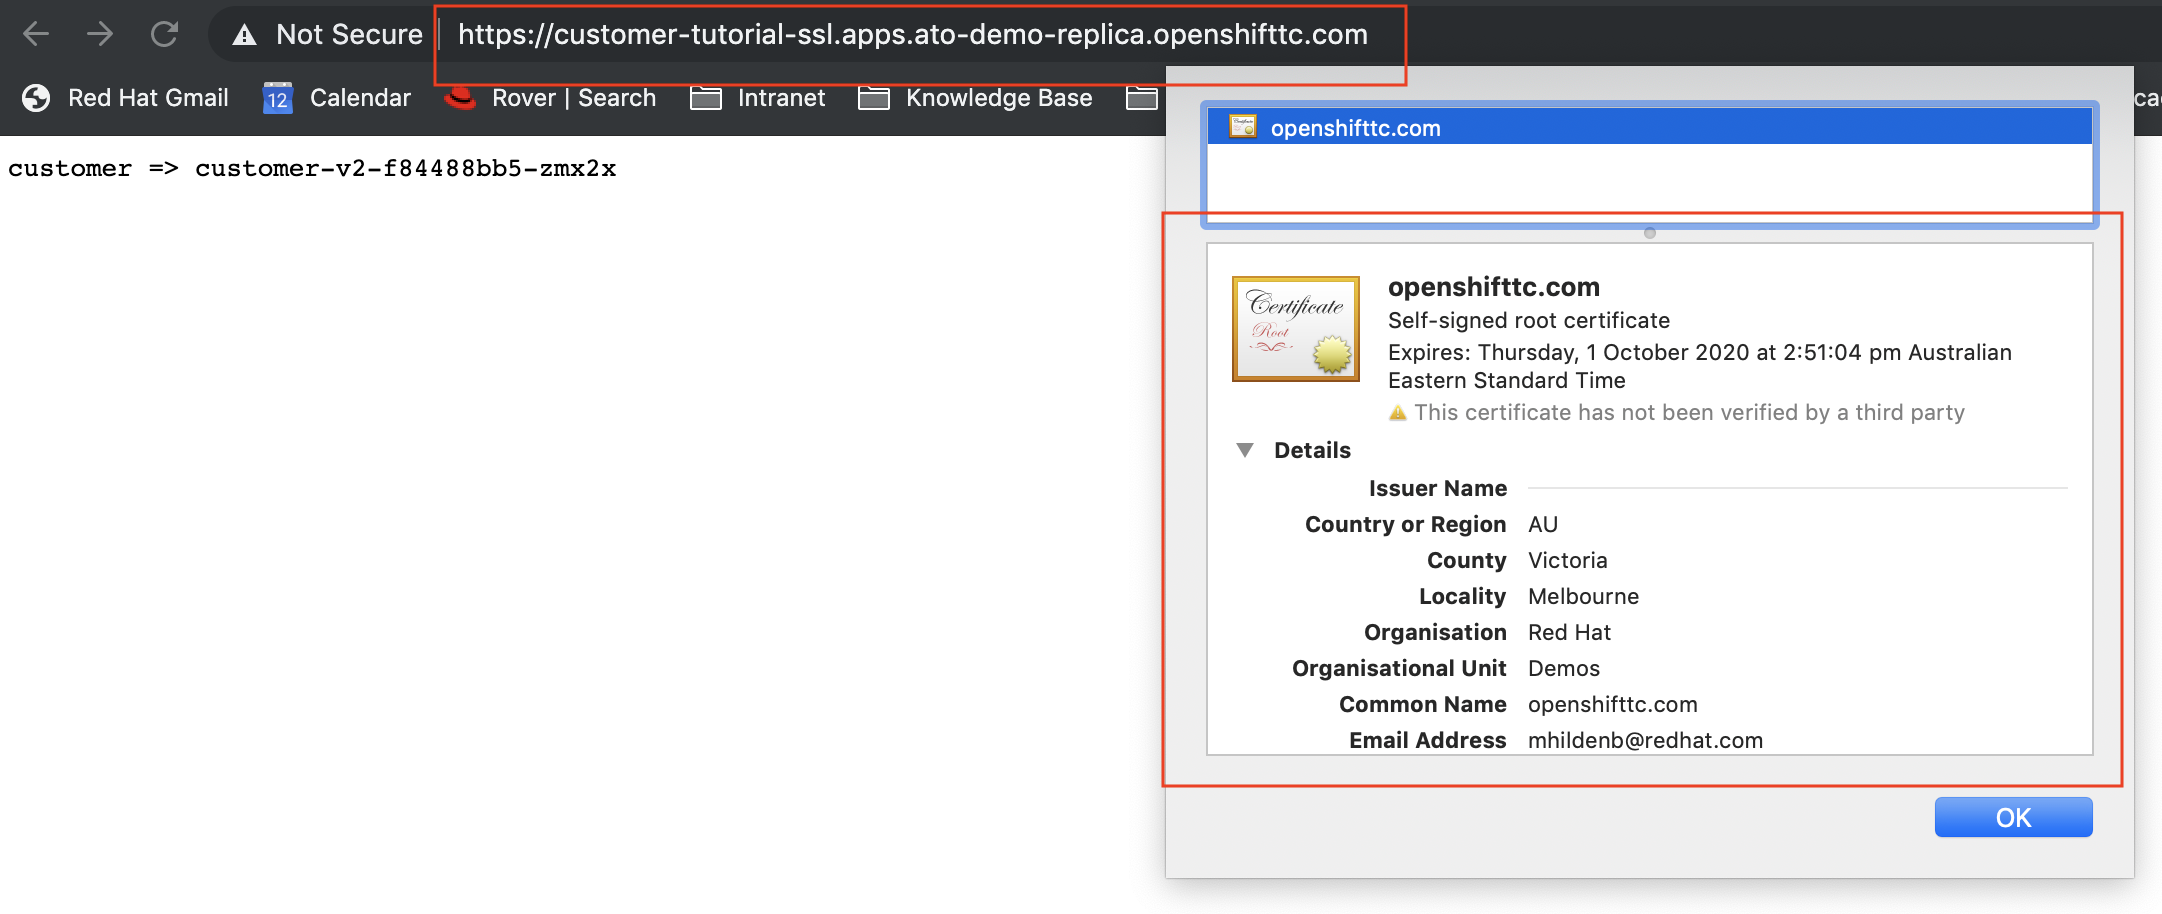 Not Secure
https://customer-tutorial-ssl.apps.ato-demo-replica.openshifttc.com
Red Hat Gmail
12
Calendar
Rover | Search
Intranet
Knowledge Base
customer => customer-v2-f84488bb5-zmx2x
openshifttc.com
Certificate
Root
openshifttc.com
Self-signed root certificate
Expires: Thursday, 1 October 2020 at 2:51:04 pm Australian
Eastern Standard Time
This certificate has not been verified by a third party
Details
Issuer Name
Country or Region AU
County Victoria
Locality Melbourne
Organisation Red Hat
Organisational Unit Demos
Common Name openshifttc.com
Email Address mhildenb@redhat.com
OK